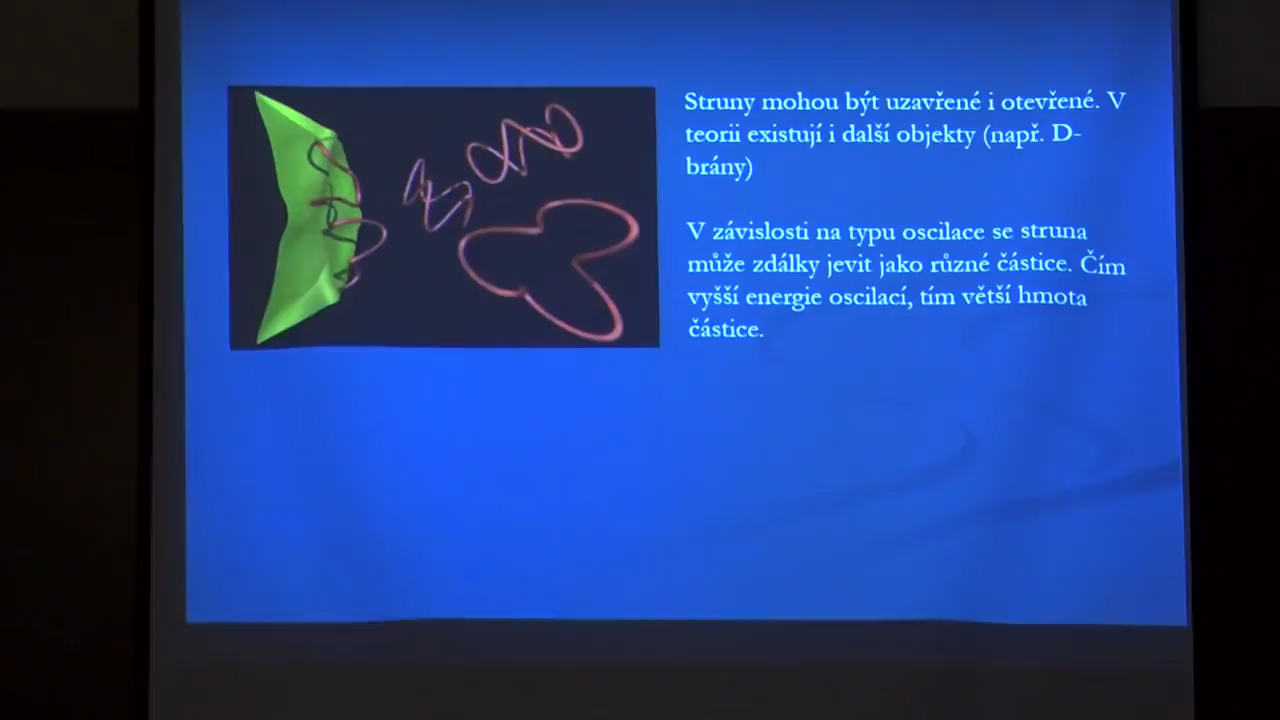 Struny mohou být uzavřené i otevřené. V
teorii existují i další objekty (např. D-
brány)
V závislosti na typu oscilace se struna
může zdálky jevit jako různé částice. Čím
vyšší energie oscilací, tím větší hmota
částice.